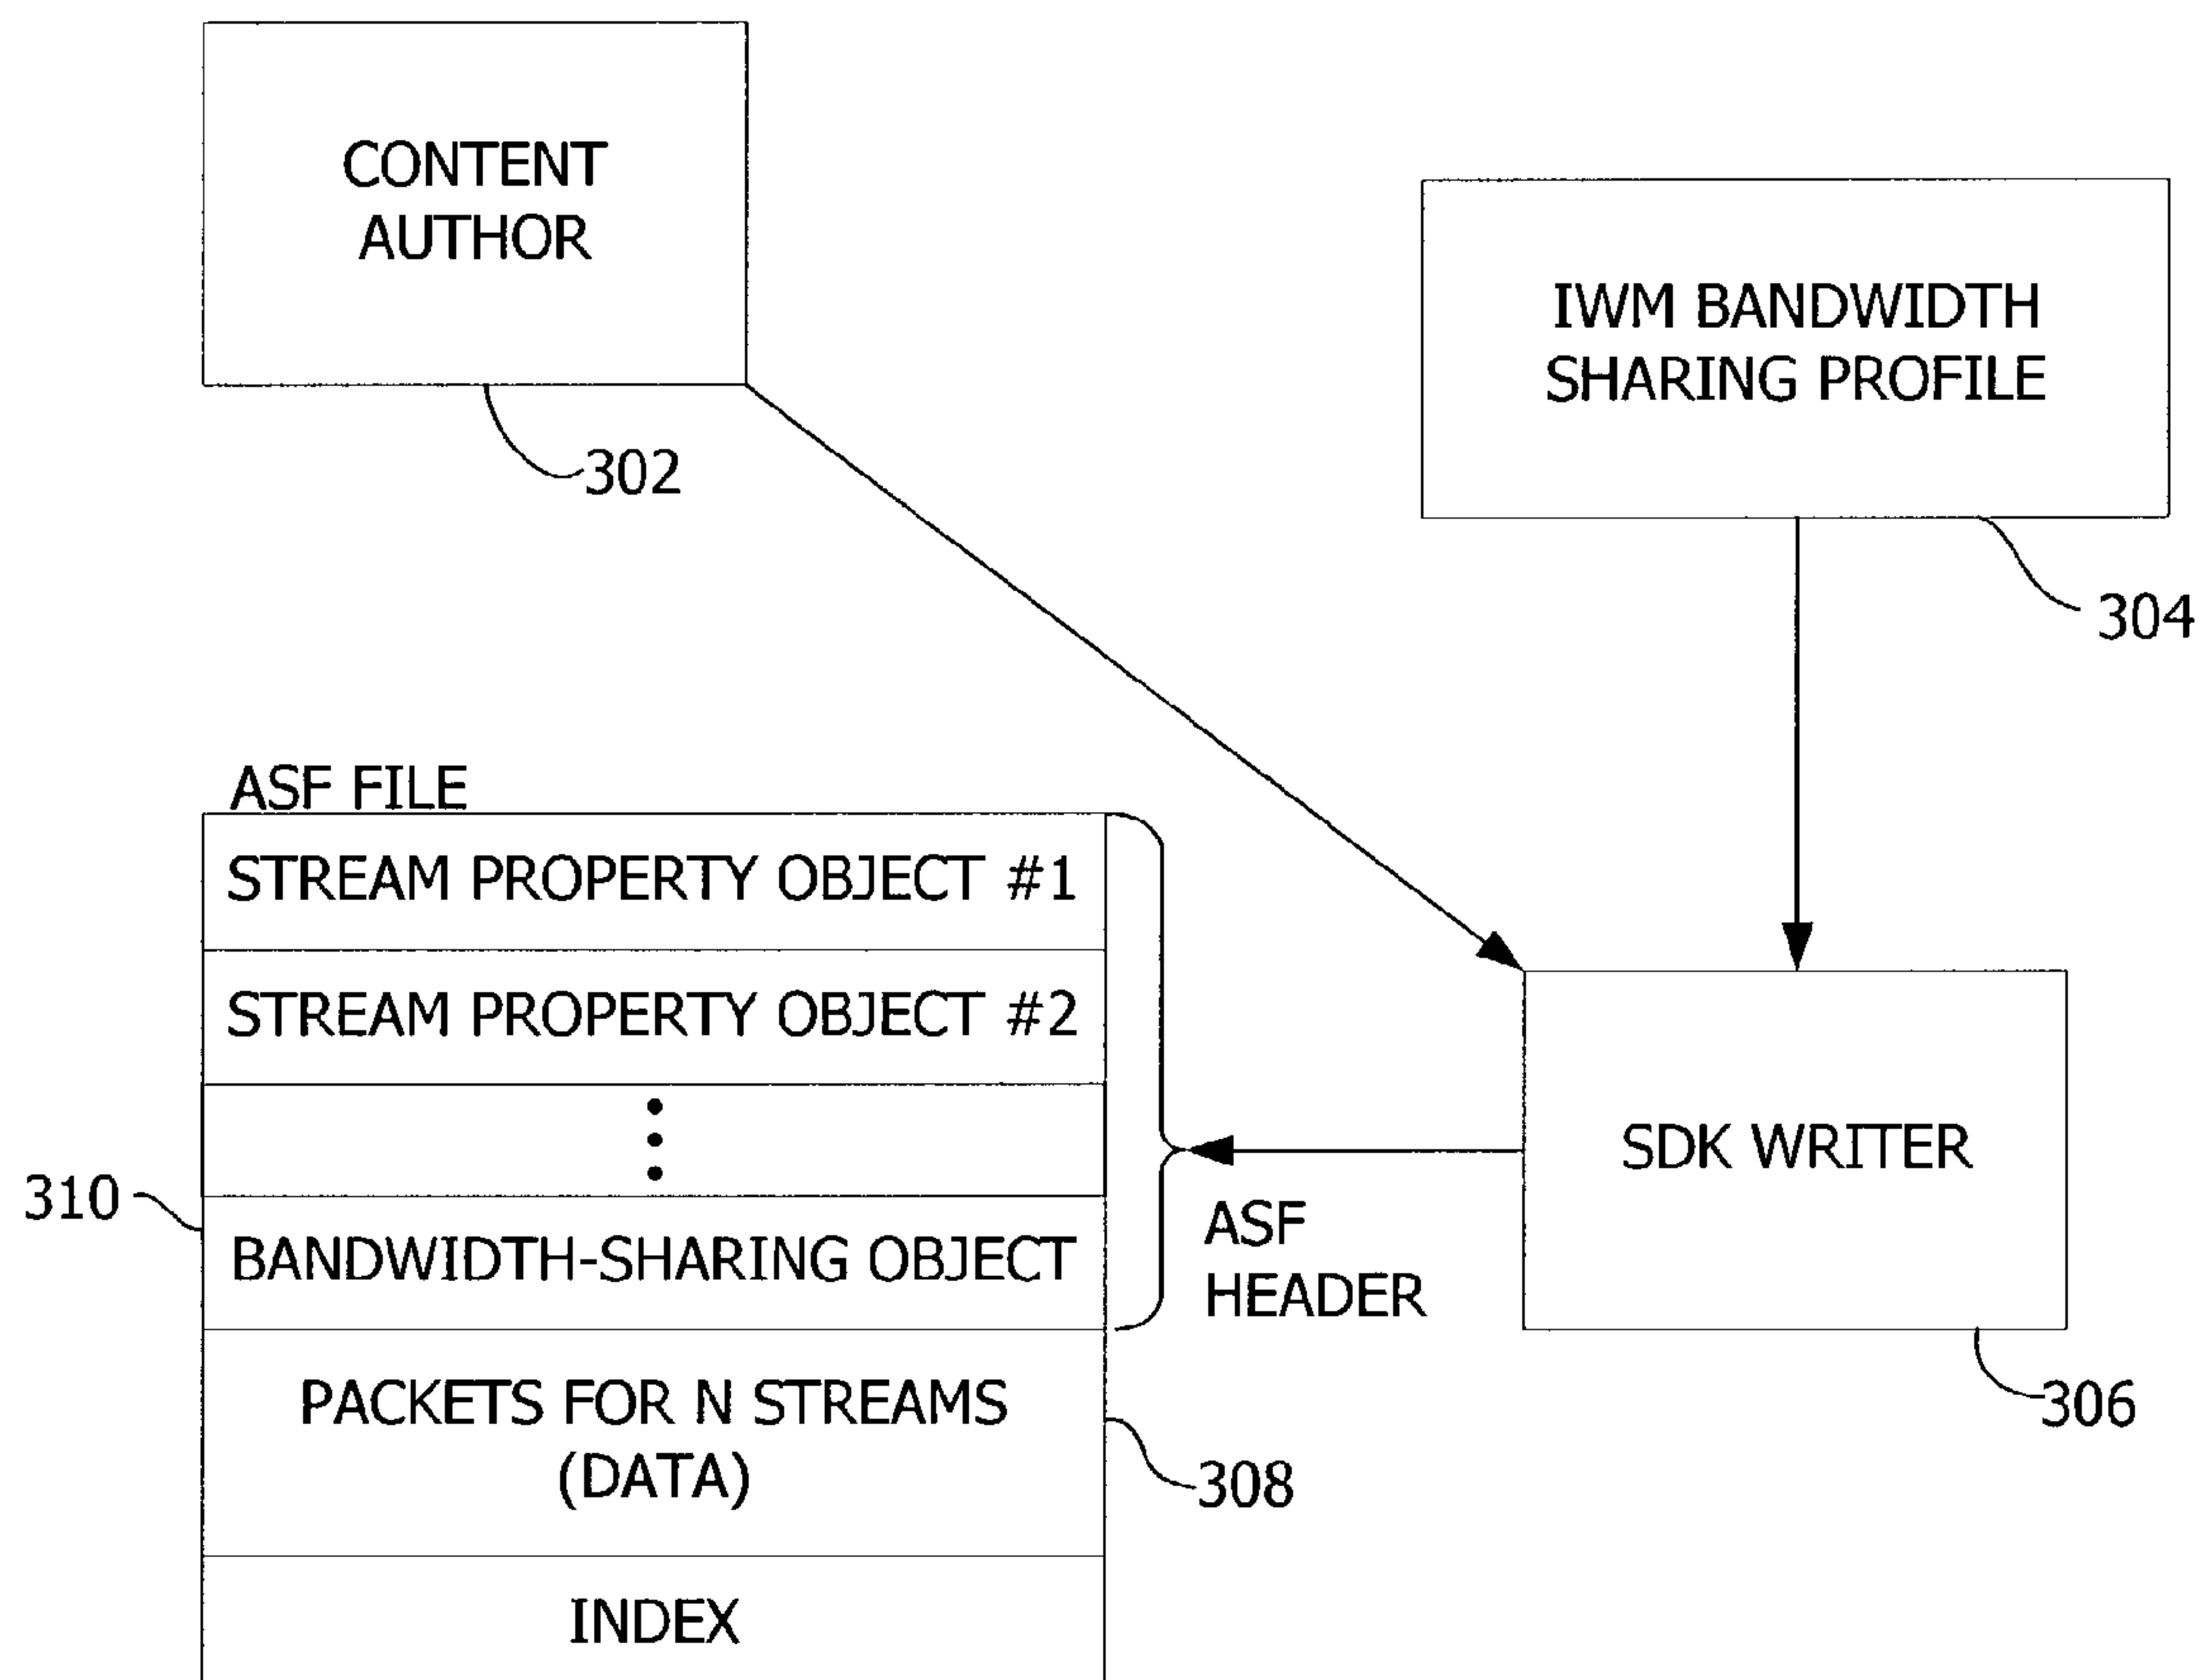 CONTENT
AUTHOR
302
IWM BANDWIDTH
SHARING PROFILE
304
ASF FILE
STREAM PROPERTY OBJECT #1
STREAM PROPERTY OBJECT #2
310
BANDWIDTH-SHARING OBJECT
ASF
HEADER
SDK WRITER
306
PACKETS FOR N STREAMS
(DATA)
308
INDEX